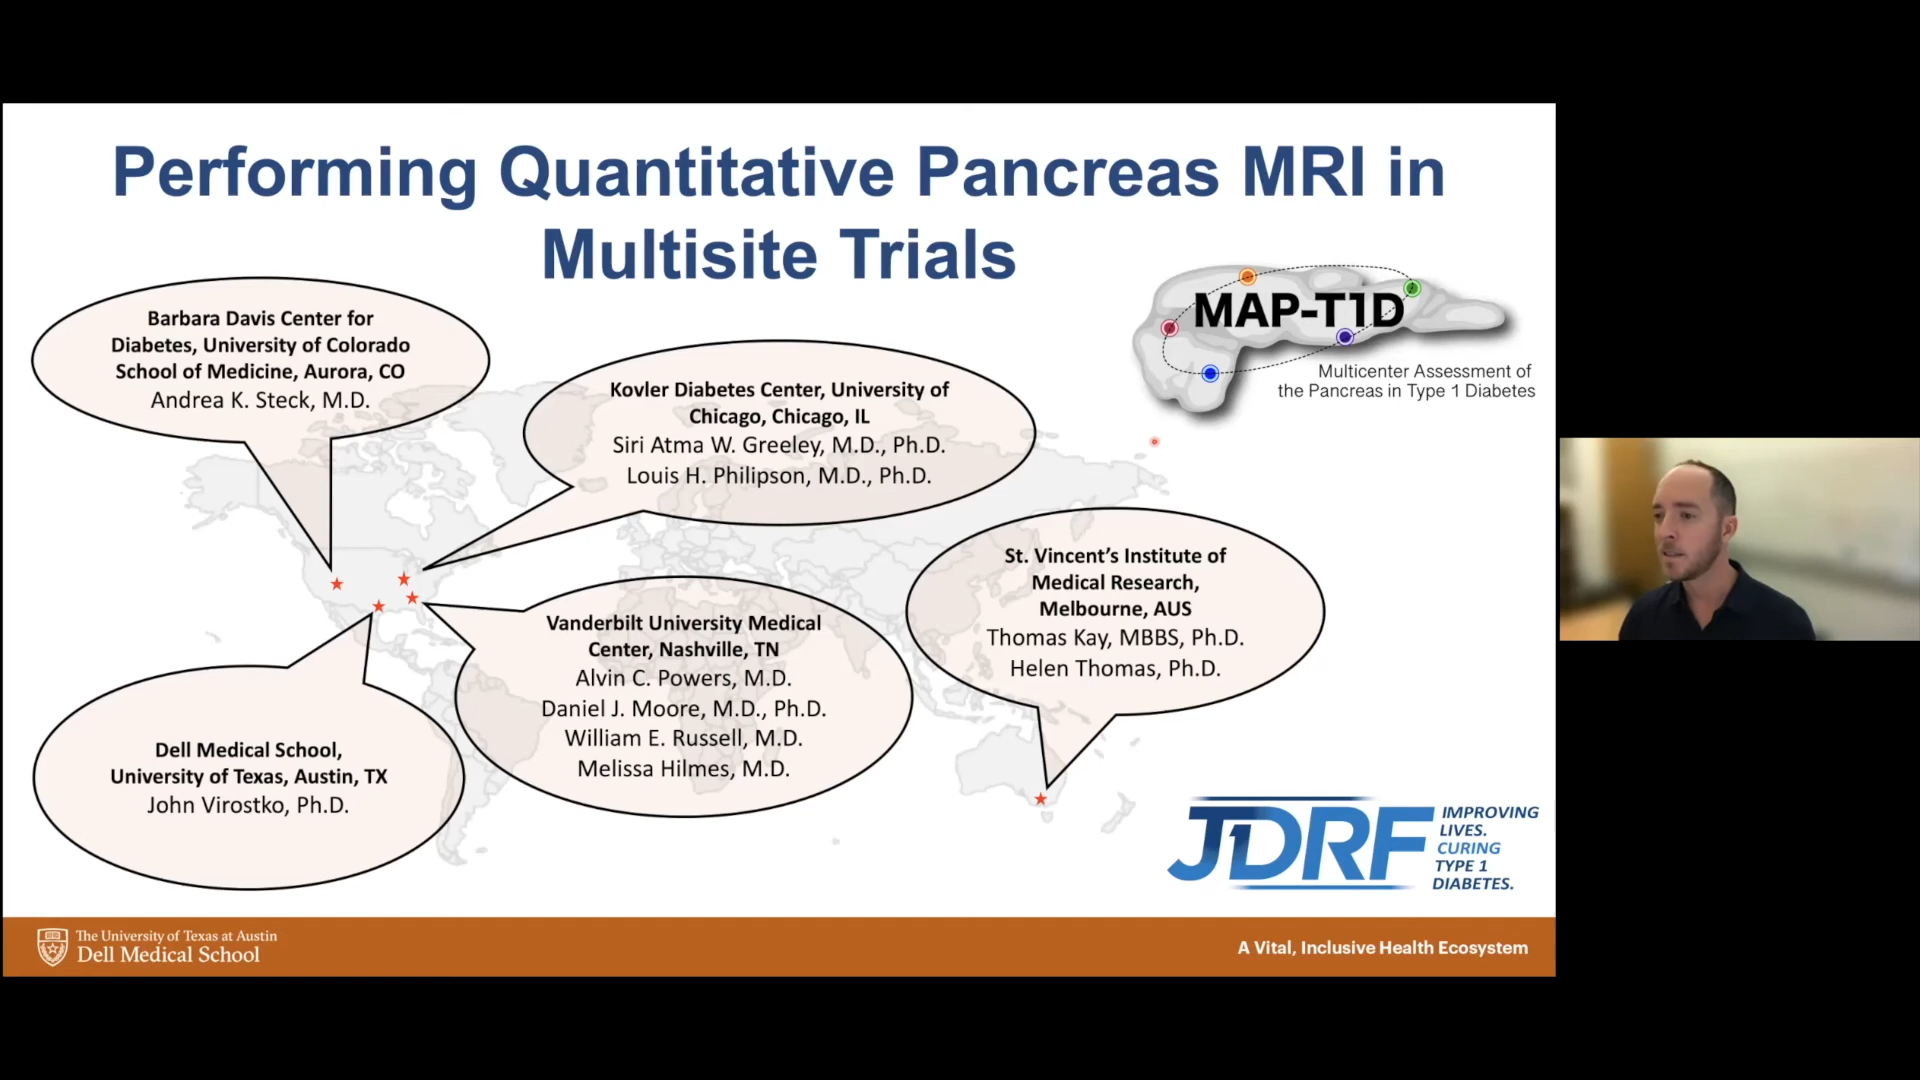 Performing Quantitative Pancreas MRI in
Multisite Trials
Barbara Davis Center for
Diabetes, University of Colorado
School of Medicine, Aurora, CO
Andrea K. Steck, M.D.
Kovler Diabetes Center, University of
Chicago, Chicago, IL
Siri Atma W. Greeley, M.D., Ph.D.
Louis H. Philipson, M.D., Ph.D.
MAP-T1D
Multicenter Assessment of
the Pancreas in Type 1 Diabetes
St. Vincent’s Institute of
Medical Research,
Melbourne, AUS
Thomas Kay, MBBS, Ph.D.
Helen Thomas, Ph.D.
Vanderbilt University Medical
Center, Nashville, TN
Alvin C. Powers, M.D.
Daniel J. Moore, M.D., Ph.D.
William E. Russell, M.D.
Melissa Hilmes, M.D.
Dell Medical School,
University of Texas, Austin, TX
John Virostko, Ph.D.
JDRF
IMPROVING
LIVES.
CURING
TYPE 1
DIABETES.
The University of Texas at Austin
Dell Medical School
A Vital, Inclusive Health Ecosystem